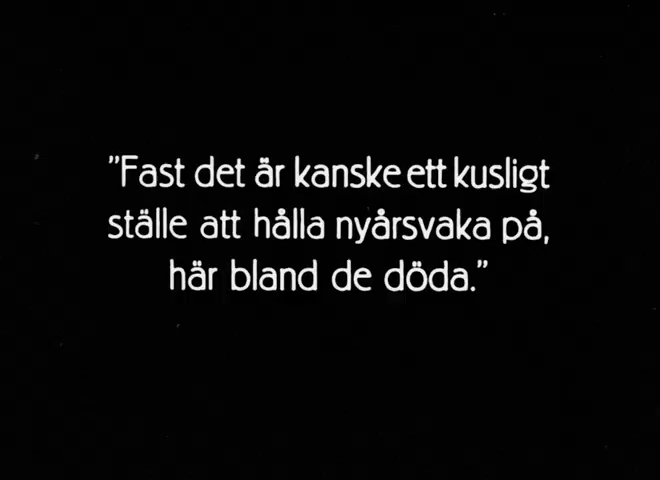 ”Fast det är kanske ett kusligt
ställe att hålla nyårsvaka på,
här bland de döda.”